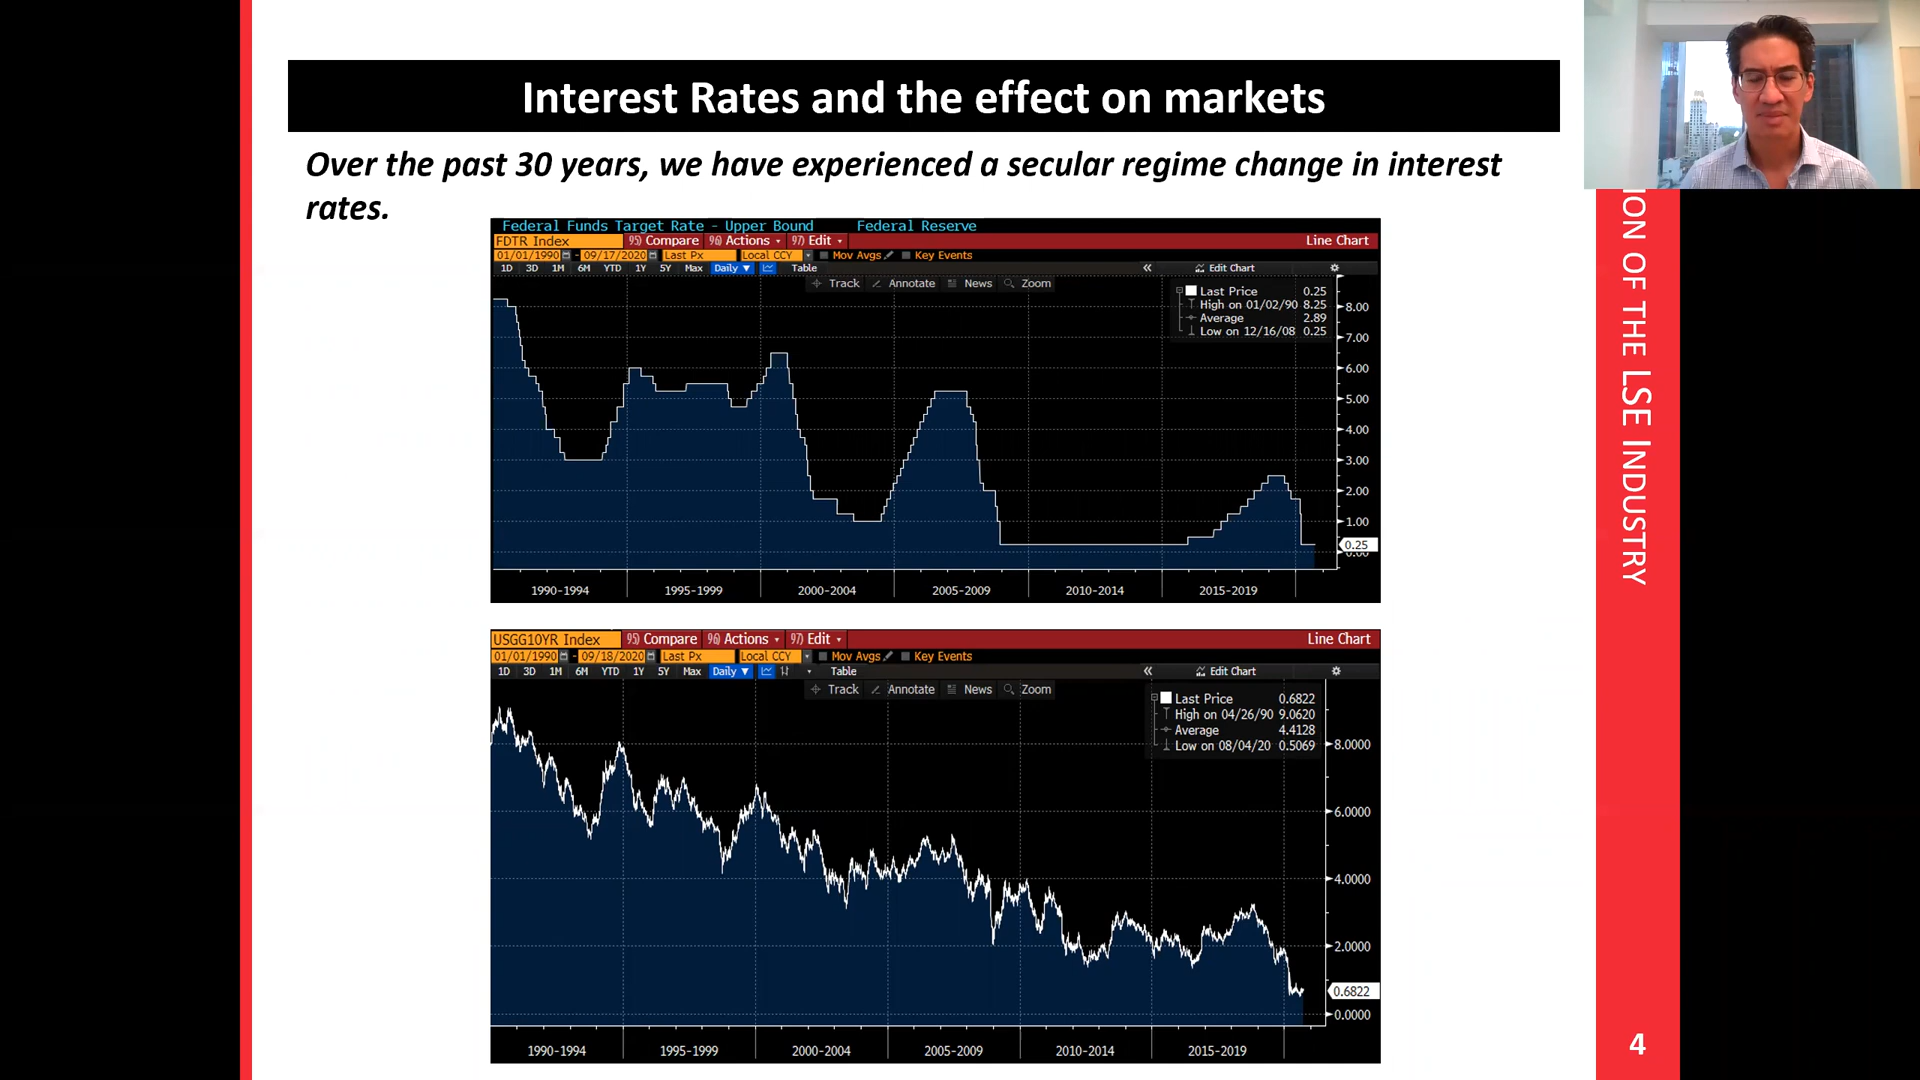 Interest Rates and the effect on markets
Over the past 30 years, we have experienced a secular regime change in interest
rates.
Federal Funds Target Rate - Upper Bound Federal Reserve
FDTR Index 95) Compare 96) Actions 97) Edit Line Chart
01/01/1990 - 09/17/2020 Last Px Local CCY Mov Avgs Key Events
1D 3D 1M 6M YTD 1Y 5Y Max Daily ▼ Table « Edit Chart
Track Annotate News Zoom
Last Price 0.25
High on 01/02/90 8.25
Average 2.89
Low on 12/16/08 0.25
8.00
7.00
6.00
5.00
4.00
3.00
2.00
1.00
0.25
0.00
1990-1994 1995-1999 2000-2004 2005-2009 2010-2014 2015-2019
USGG10YR Index 95) Compare 96) Actions 97) Edit Line Chart
01/01/1990 - 09/18/2020 Last Px Local CCY Mov Avgs Key Events
1D 3D 1M 6M YTD 1Y 5Y Max Daily ▼ Table « Edit Chart
Track Annotate News Zoom
Last Price 0.6822
High on 04/26/90 9.0620
Average 4.4128
Low on 08/04/20 0.5069
8.0000
6.0000
4.0000
2.0000
0.6822
0.0000
1990-1994 1995-1999 2000-2004 2005-2009 2010-2014 2015-2019
ION OF THE LSE INDUSTRY
4